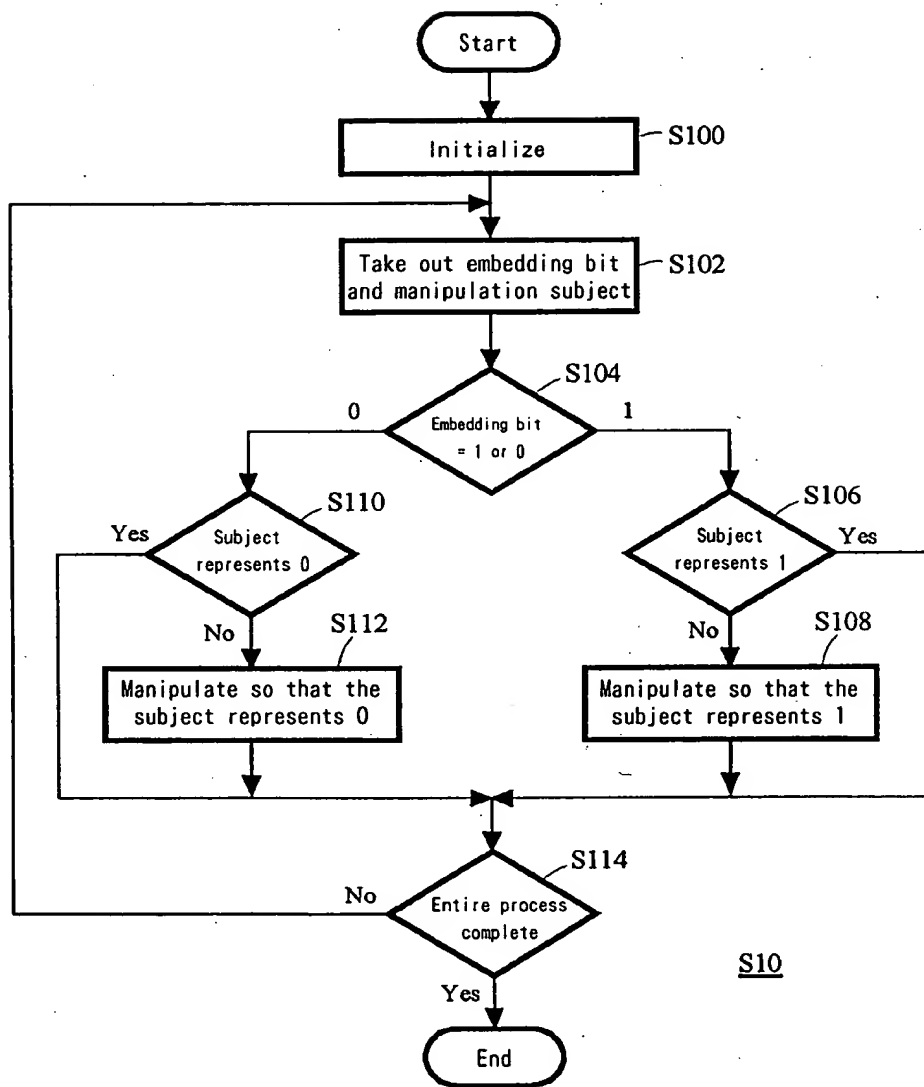 Start
Initialize
S100
Take out embedding bit
and manipulation subject
S102
S104
0
Embedding bit
= 1 or 0
1
S110
Yes
Subject
represents 0
No
S106
Subject
represents 1
Yes
No
S112
Manipulate so that the
subject represents 0
S108
Manipulate so that the
subject represents 1
S114
No
Entire process
complete
Yes
S10
End